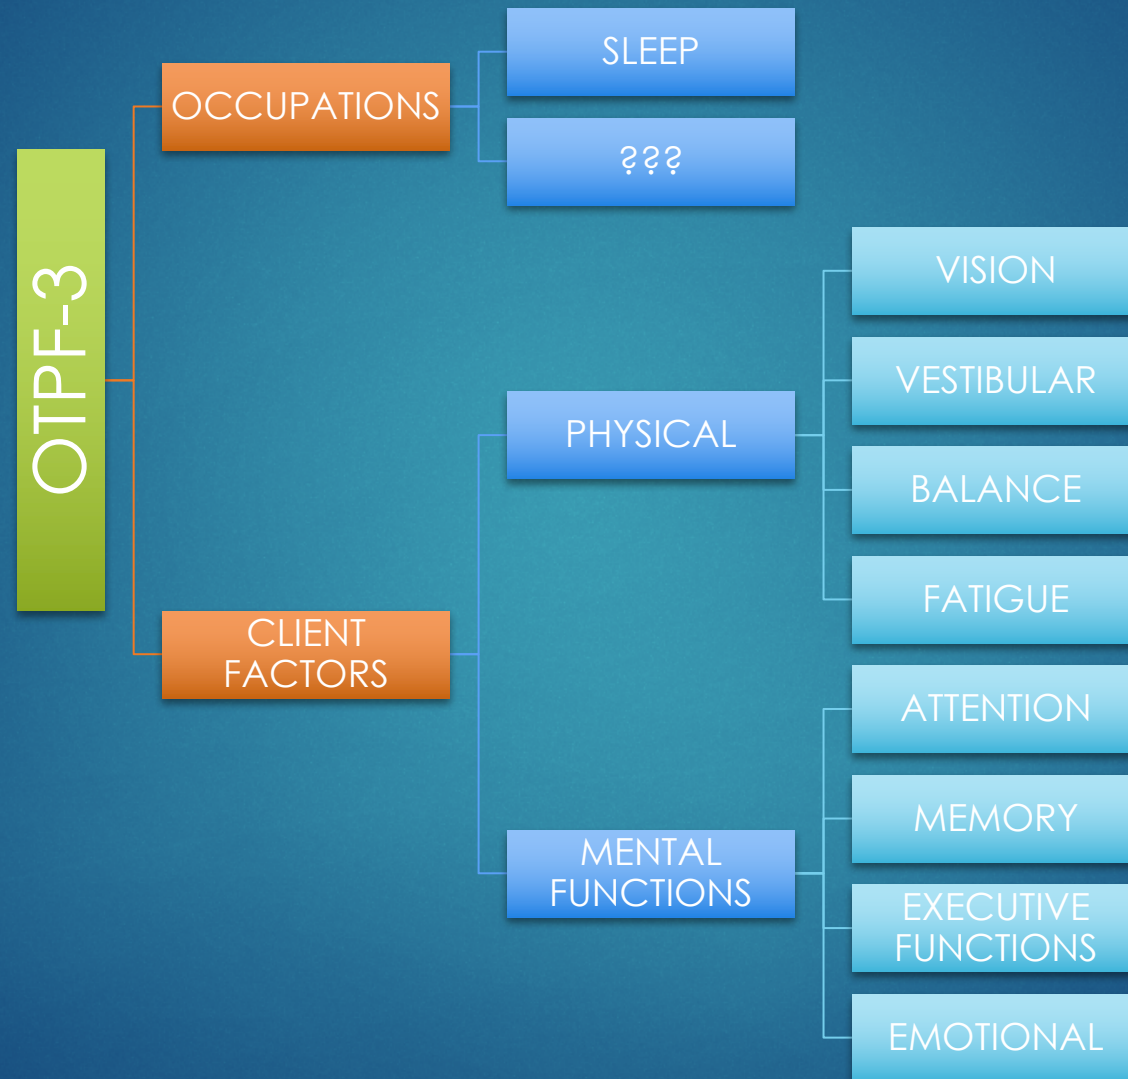 OTPF-3
OCCUPATIONS
SLEEP
???
CLIENT
FACTORS
PHYSICAL
VISION
VESTIBULAR
BALANCE
FATIGUE
MENTAL
FUNCTIONS
ATTENTION
MEMORY
EXECUTIVE
FUNCTIONS
EMOTIONAL